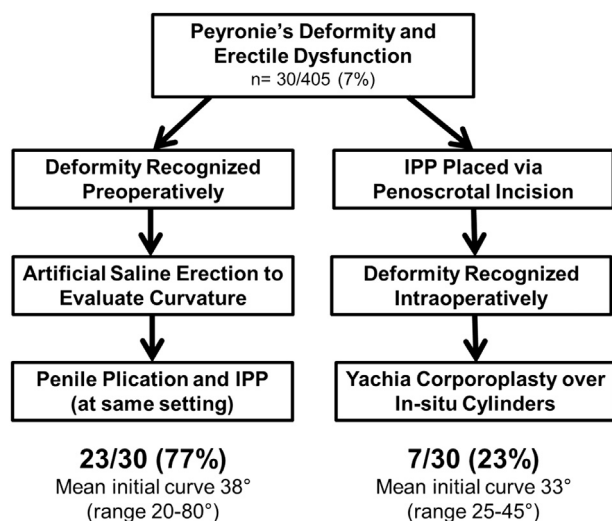 Peyronie's Deformity and
Erectile Dysfunction
n= 30/405 (7%)
Deformity Recognized
Preoperatively
Artificial Saline Erection to
Evaluate Curvature
Penile Plication and IPP
(at same setting)
23/30 (77%)
Mean initial curve 38°
(range 20-80°)
IPP Placed via
Penoscrotal Incision
Deformity Recognized
Intraoperatively
Yachia Corporoplasty over
In-situ Cylinders
7/30 (23%)
Mean initial curve 33°
(range 25-45°)